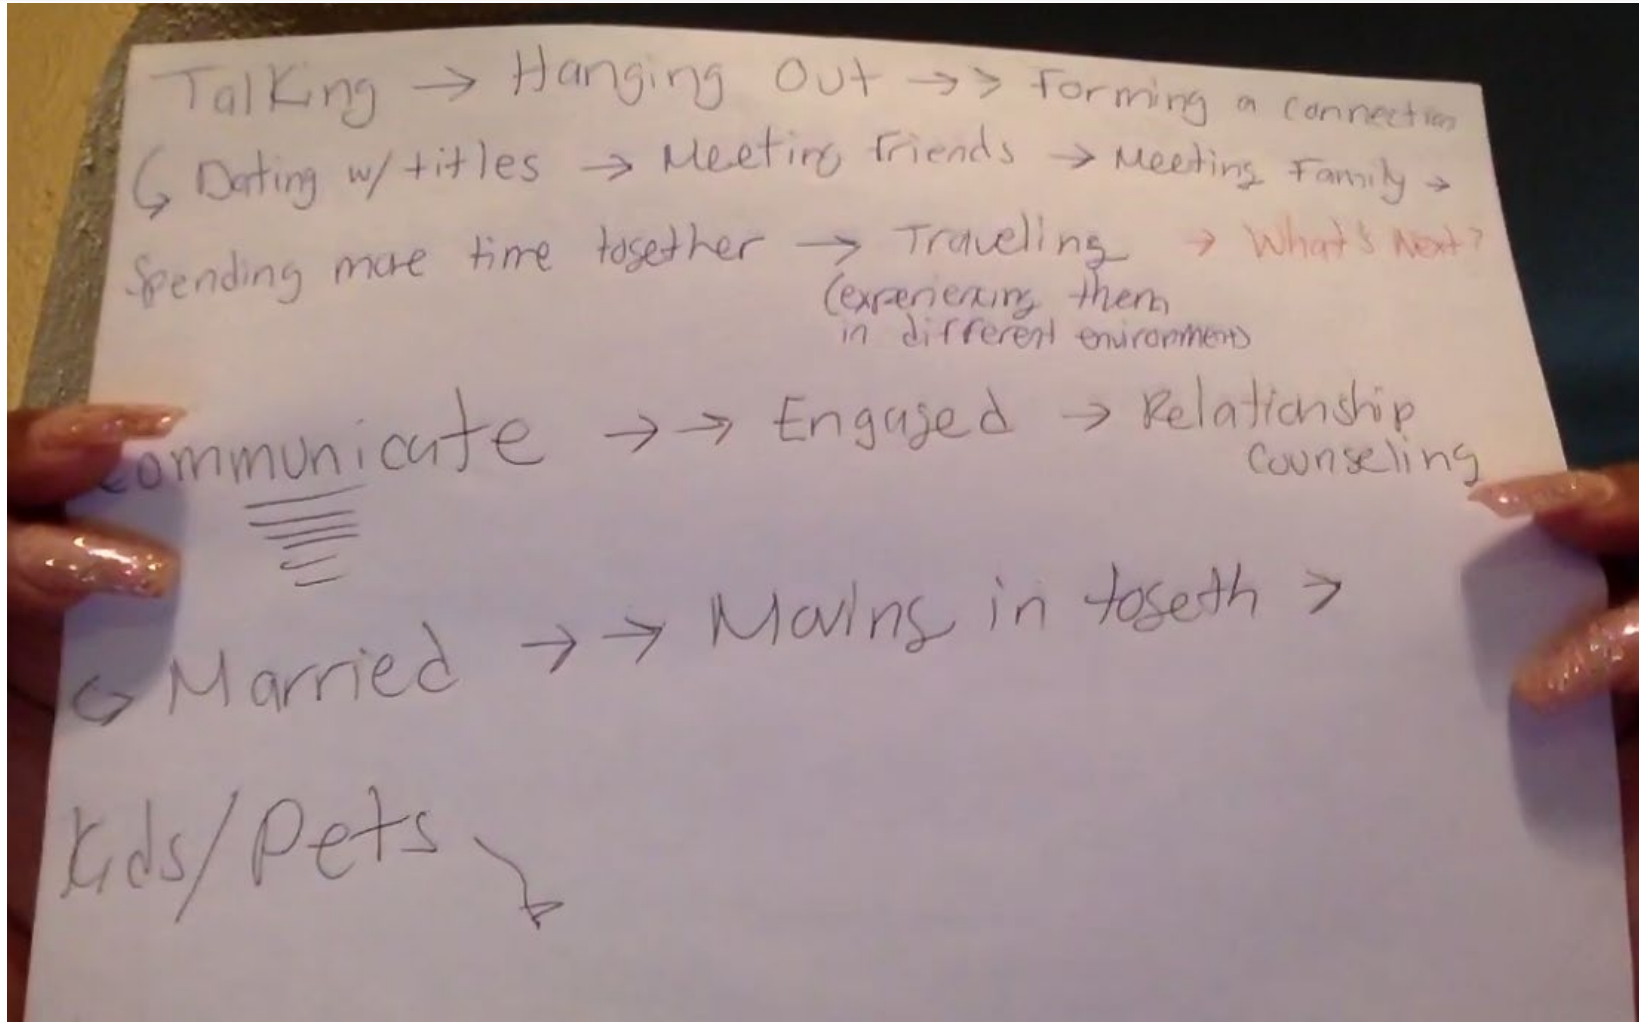 Talking → Hanging Out →> Forming a connection
↳ Dating w/ titles → Meeting friends → Meeting Family →
Spending more time together → Traveling → What's Next?
(experiencing them
in different environments
Communicate →→ Engaged → Relationship
Counseling
↳ Married →→ Moving in togeth >
Kids/Pets ↘